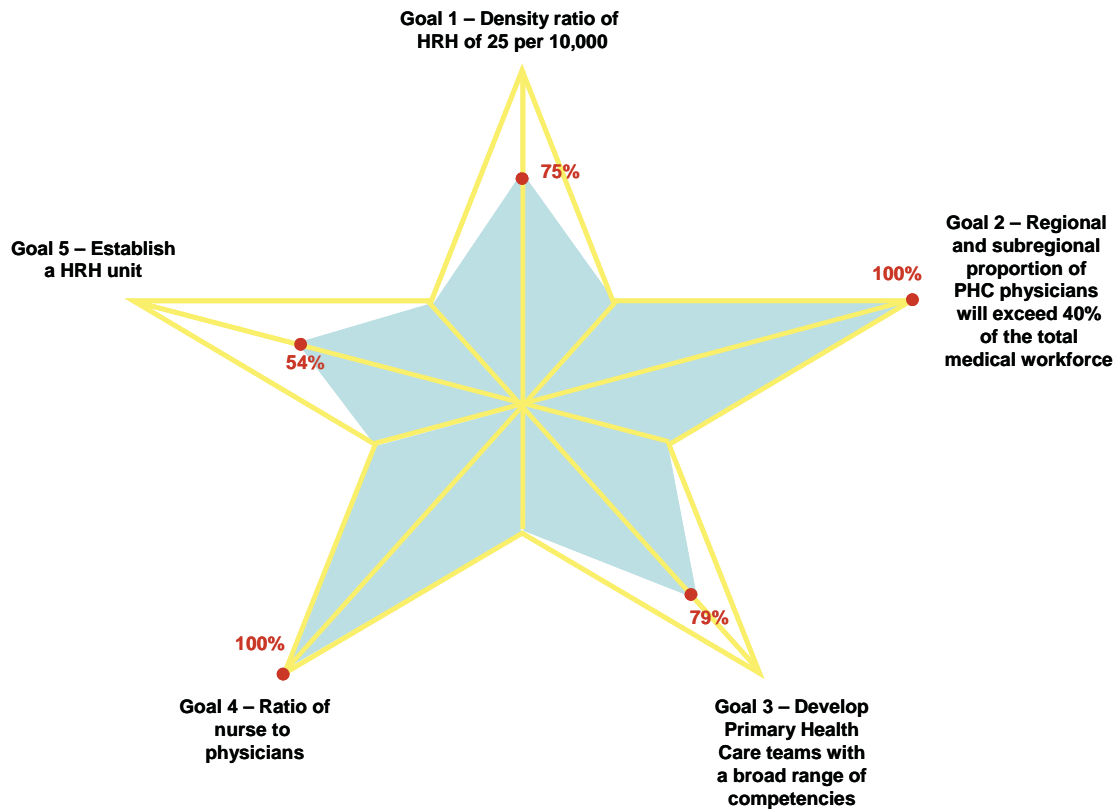 Goal 1 – Density ratio of
HRH of 25 per 10,000
75%
Goal 2 – Regional
and subregional
proportion of
PHC physicians
will exceed 40%
of the total
medical workforce
100%
Goal 5 – Establish
a HRH unit
54%
79%
100%
Goal 4 – Ratio of
nurse to
physicians
Goal 3 – Develop
Primary Health
Care teams with
a broad range of
competencies